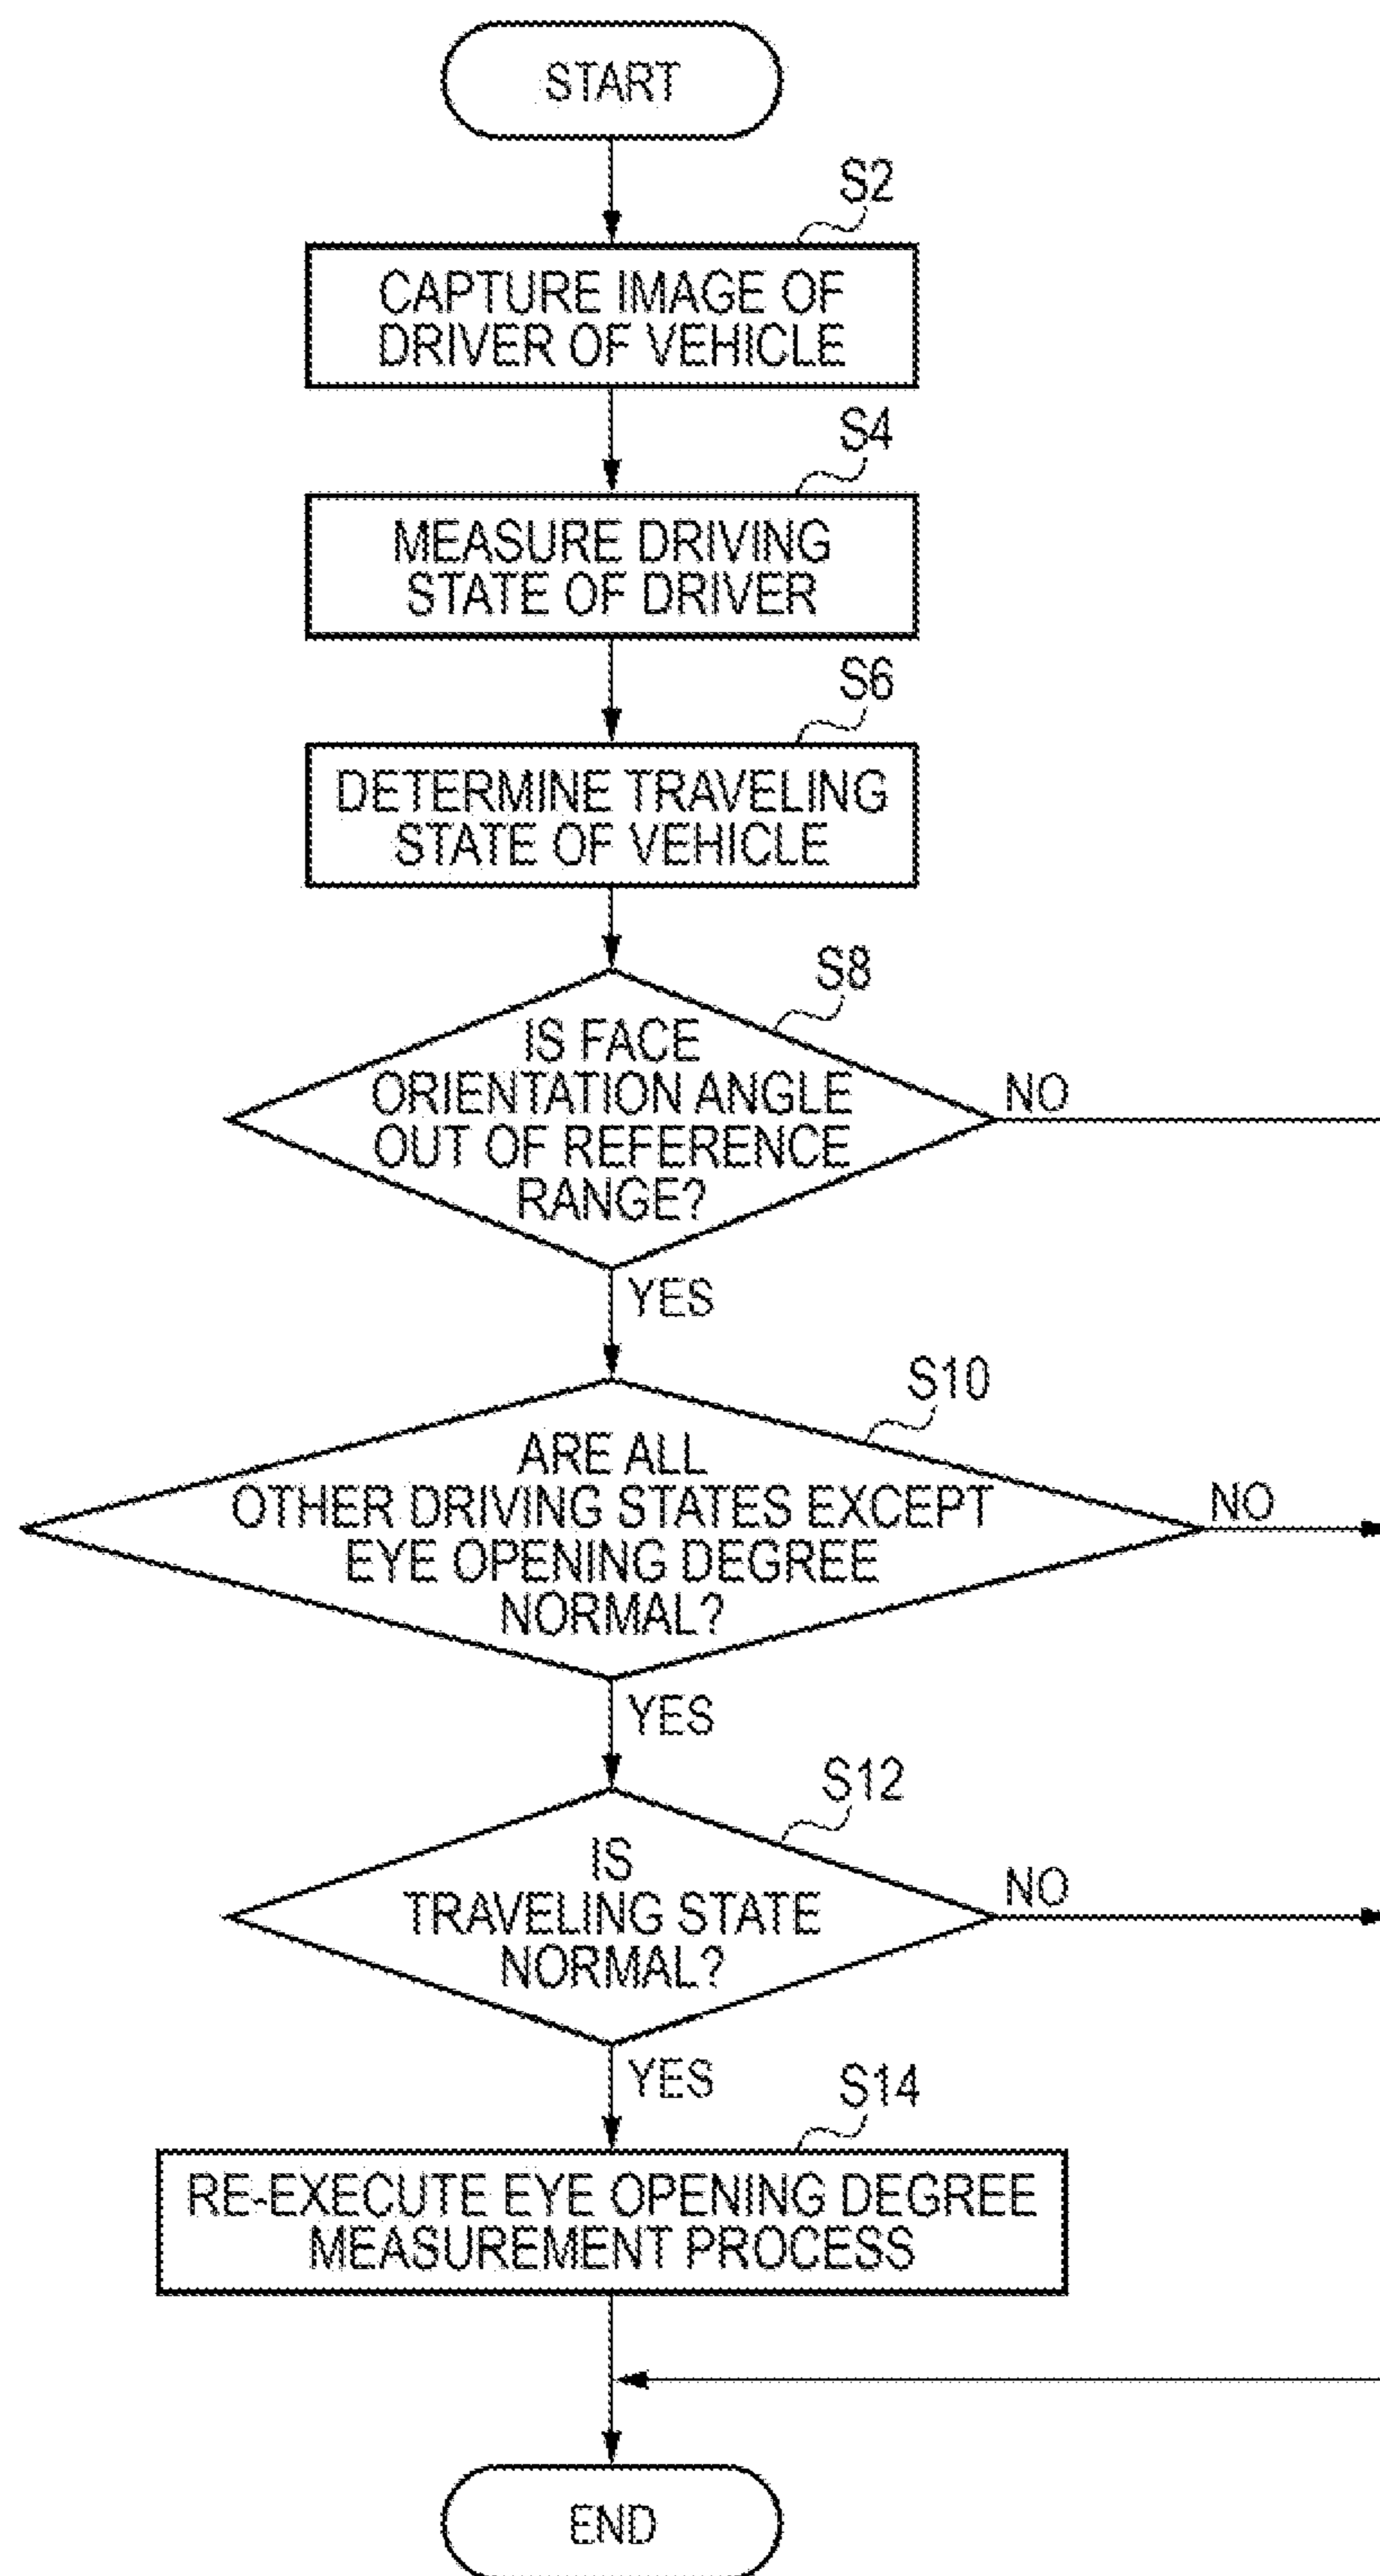 START
S2
CAPTURE IMAGE OF
DRIVER OF VEHICLE
S4
MEASURE DRIVING
STATE OF DRIVER
S6
DETERMINE TRAVELING
STATE OF VEHICLE
S8
IS FACE
ORIENTATION ANGLE
OUT OF REFERENCE
RANGE?
NO
YES
S10
ARE ALL
OTHER DRIVING STATES EXCEPT
EYE OPENING DEGREE
NORMAL?
NO
YES
S12
IS
TRAVELING STATE
NORMAL?
NO
YES
S14
RE-EXECUTE EYE OPENING DEGREE
MEASUREMENT PROCESS
END